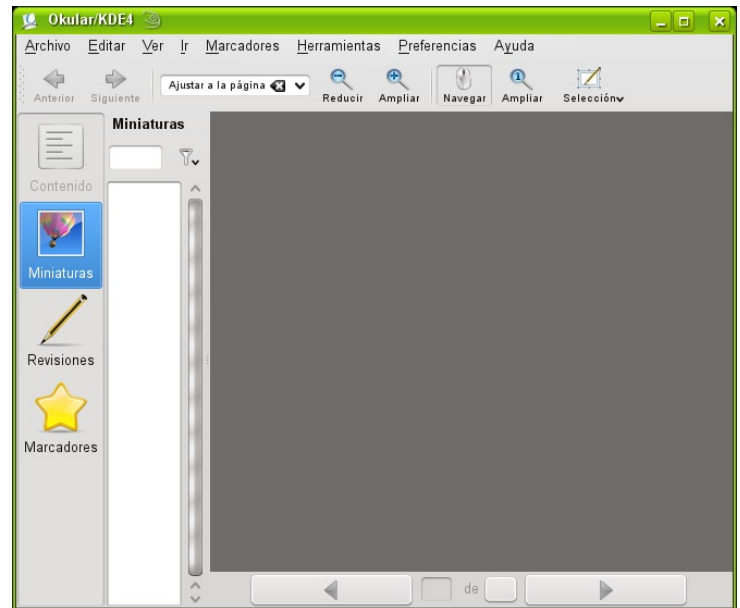 Okular/KDE4
Archivo Editar Ver Ir Marcadores Herramientas Preferencias Ayuda
Anterior Siguiente Ajustar a la página Reducir Ampliar Navegar Ampliar Selección
Contenido
Miniaturas
Miniaturas
Revisiones
Marcadores
de